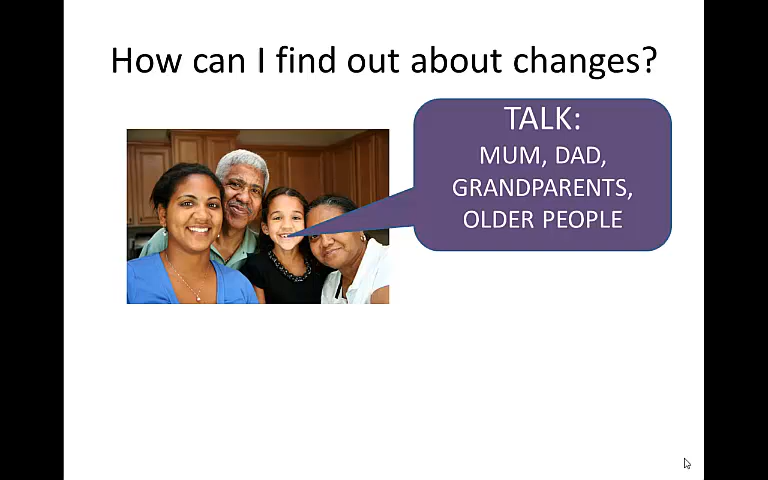 How can I find out about changes?
TALK:
MUM, DAD,
GRANDPARENTS,
OLDER PEOPLE